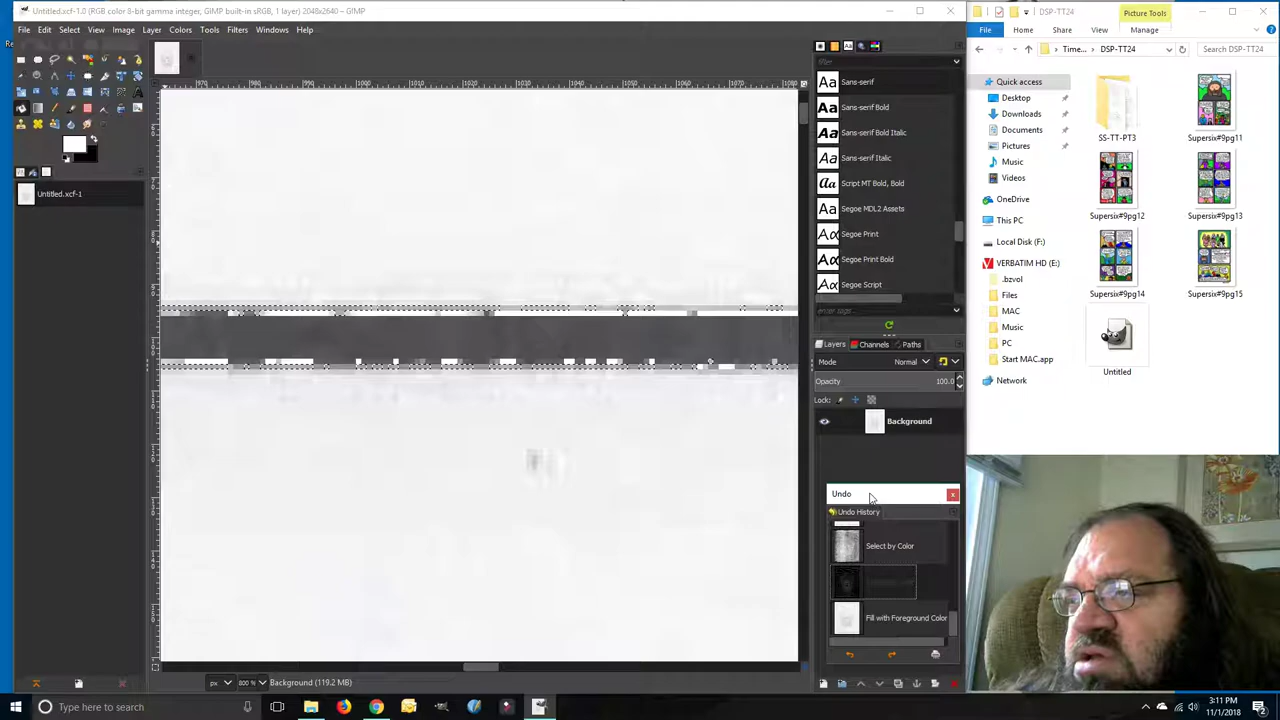 Untitled.xcf-1.0 (RGB color 8-bit gamma integer, GIMP built-in sRGB, 1 layer) 2048x2640 – GIMP
File Edit Select View Image Layer Colors Tools Filters Windows Help
Untitled.xcf-1
filter
Sans-serif
Sans-serif Bold
Sans-serif Bold Italic
Sans-serif Italic
Script MT Bold, Bold
Segoe MDL2 Assets
Segoe Print
Segoe Print Bold
Segoe Script
enter tags
Layers Channels Paths
Mode Normal
Opacity 100.0
Lock:
Background
Undo
Undo History
Select by Color
Fill with Foreground Color
px 800 % Background (119.2 MB)
Picture Tools
DSP-TT24
File Home Share View Manage
Time... DSP-TT24
Search DSP-TT24
Quick access
Desktop
Downloads
Documents
Pictures
Music
Videos
OneDrive
This PC
Local Disk (F:)
VERBATIM HD (E:)
.bzvol
Files
MAC
Music
PC
Start MAC.app
Network
SS-TT-PT3
Supersix#9pg11
Supersix#9pg12
Supersix#9pg13
Supersix#9pg14
Supersix#9pg15
Untitled
Type here to search
3:11 PM
11/1/2018